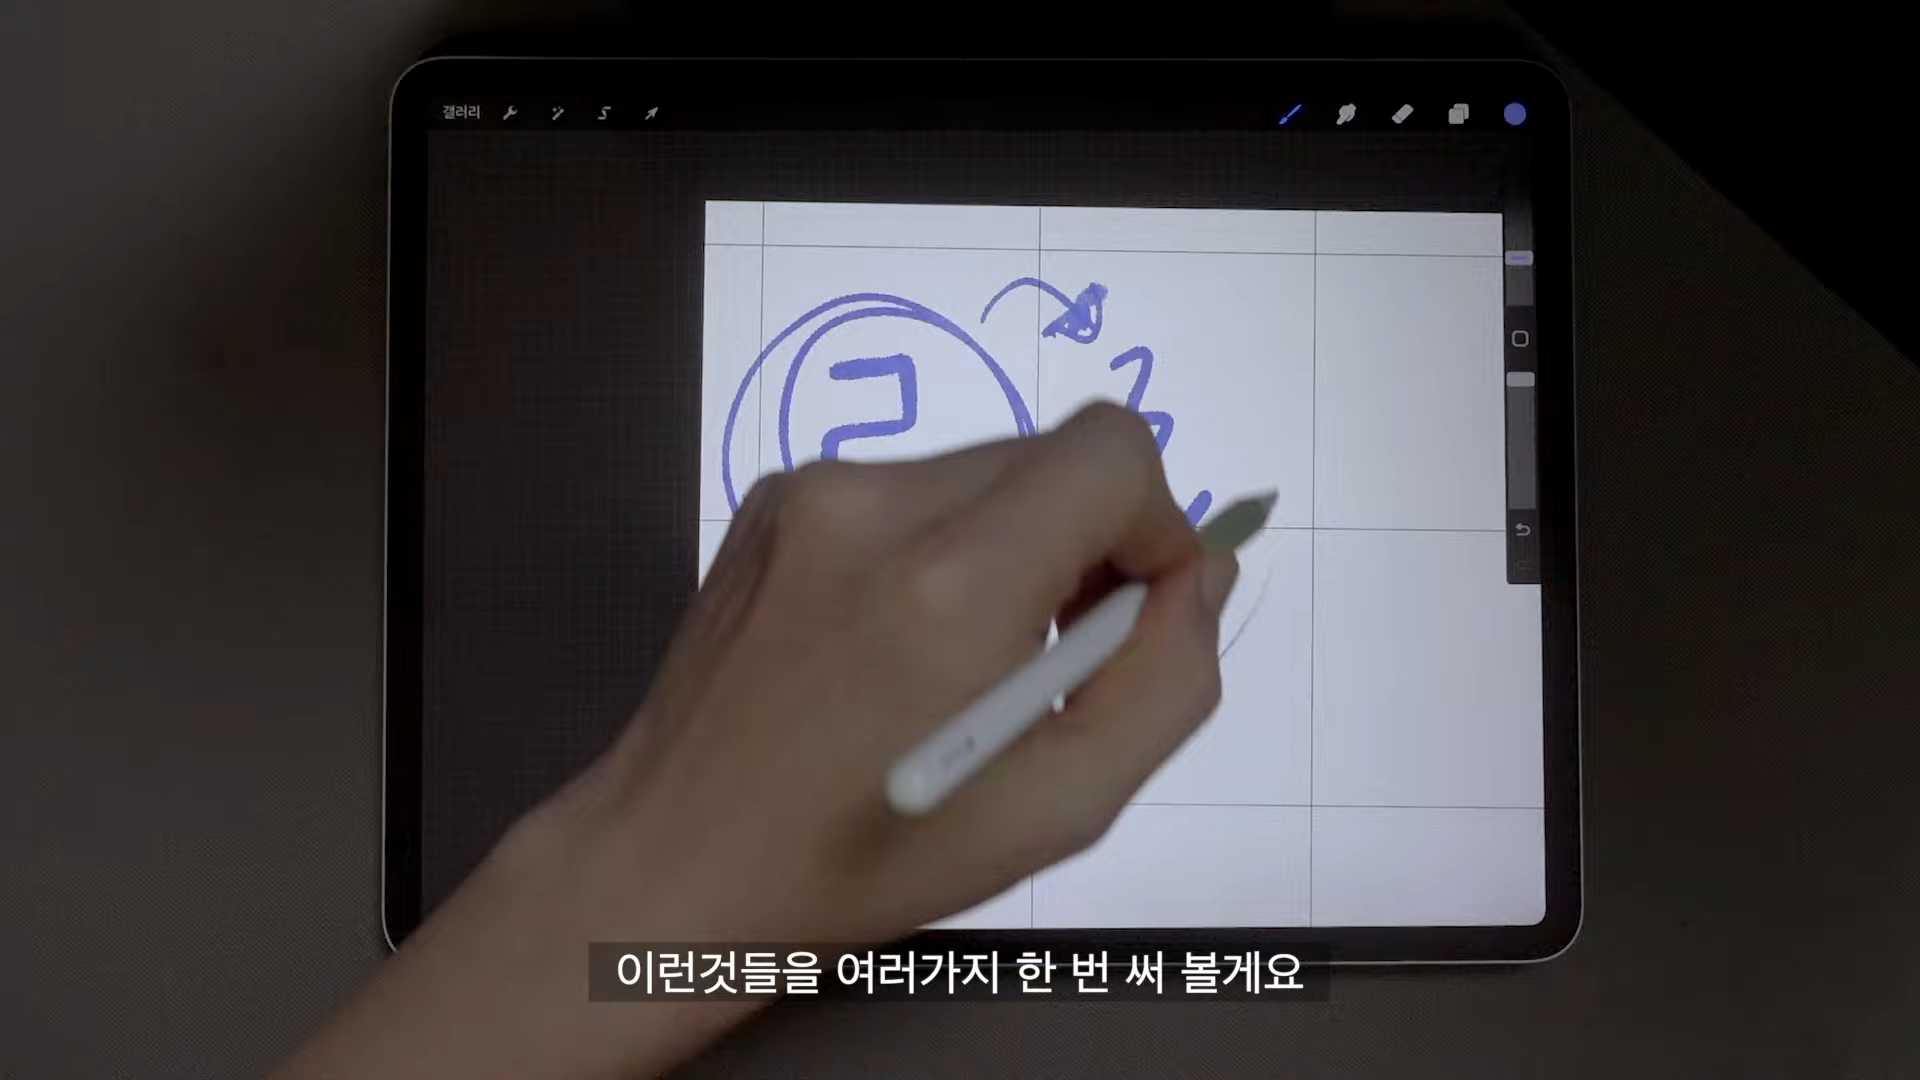 갤러리
ㄹ
이런것들을 여러가지 한 번 써 볼게요